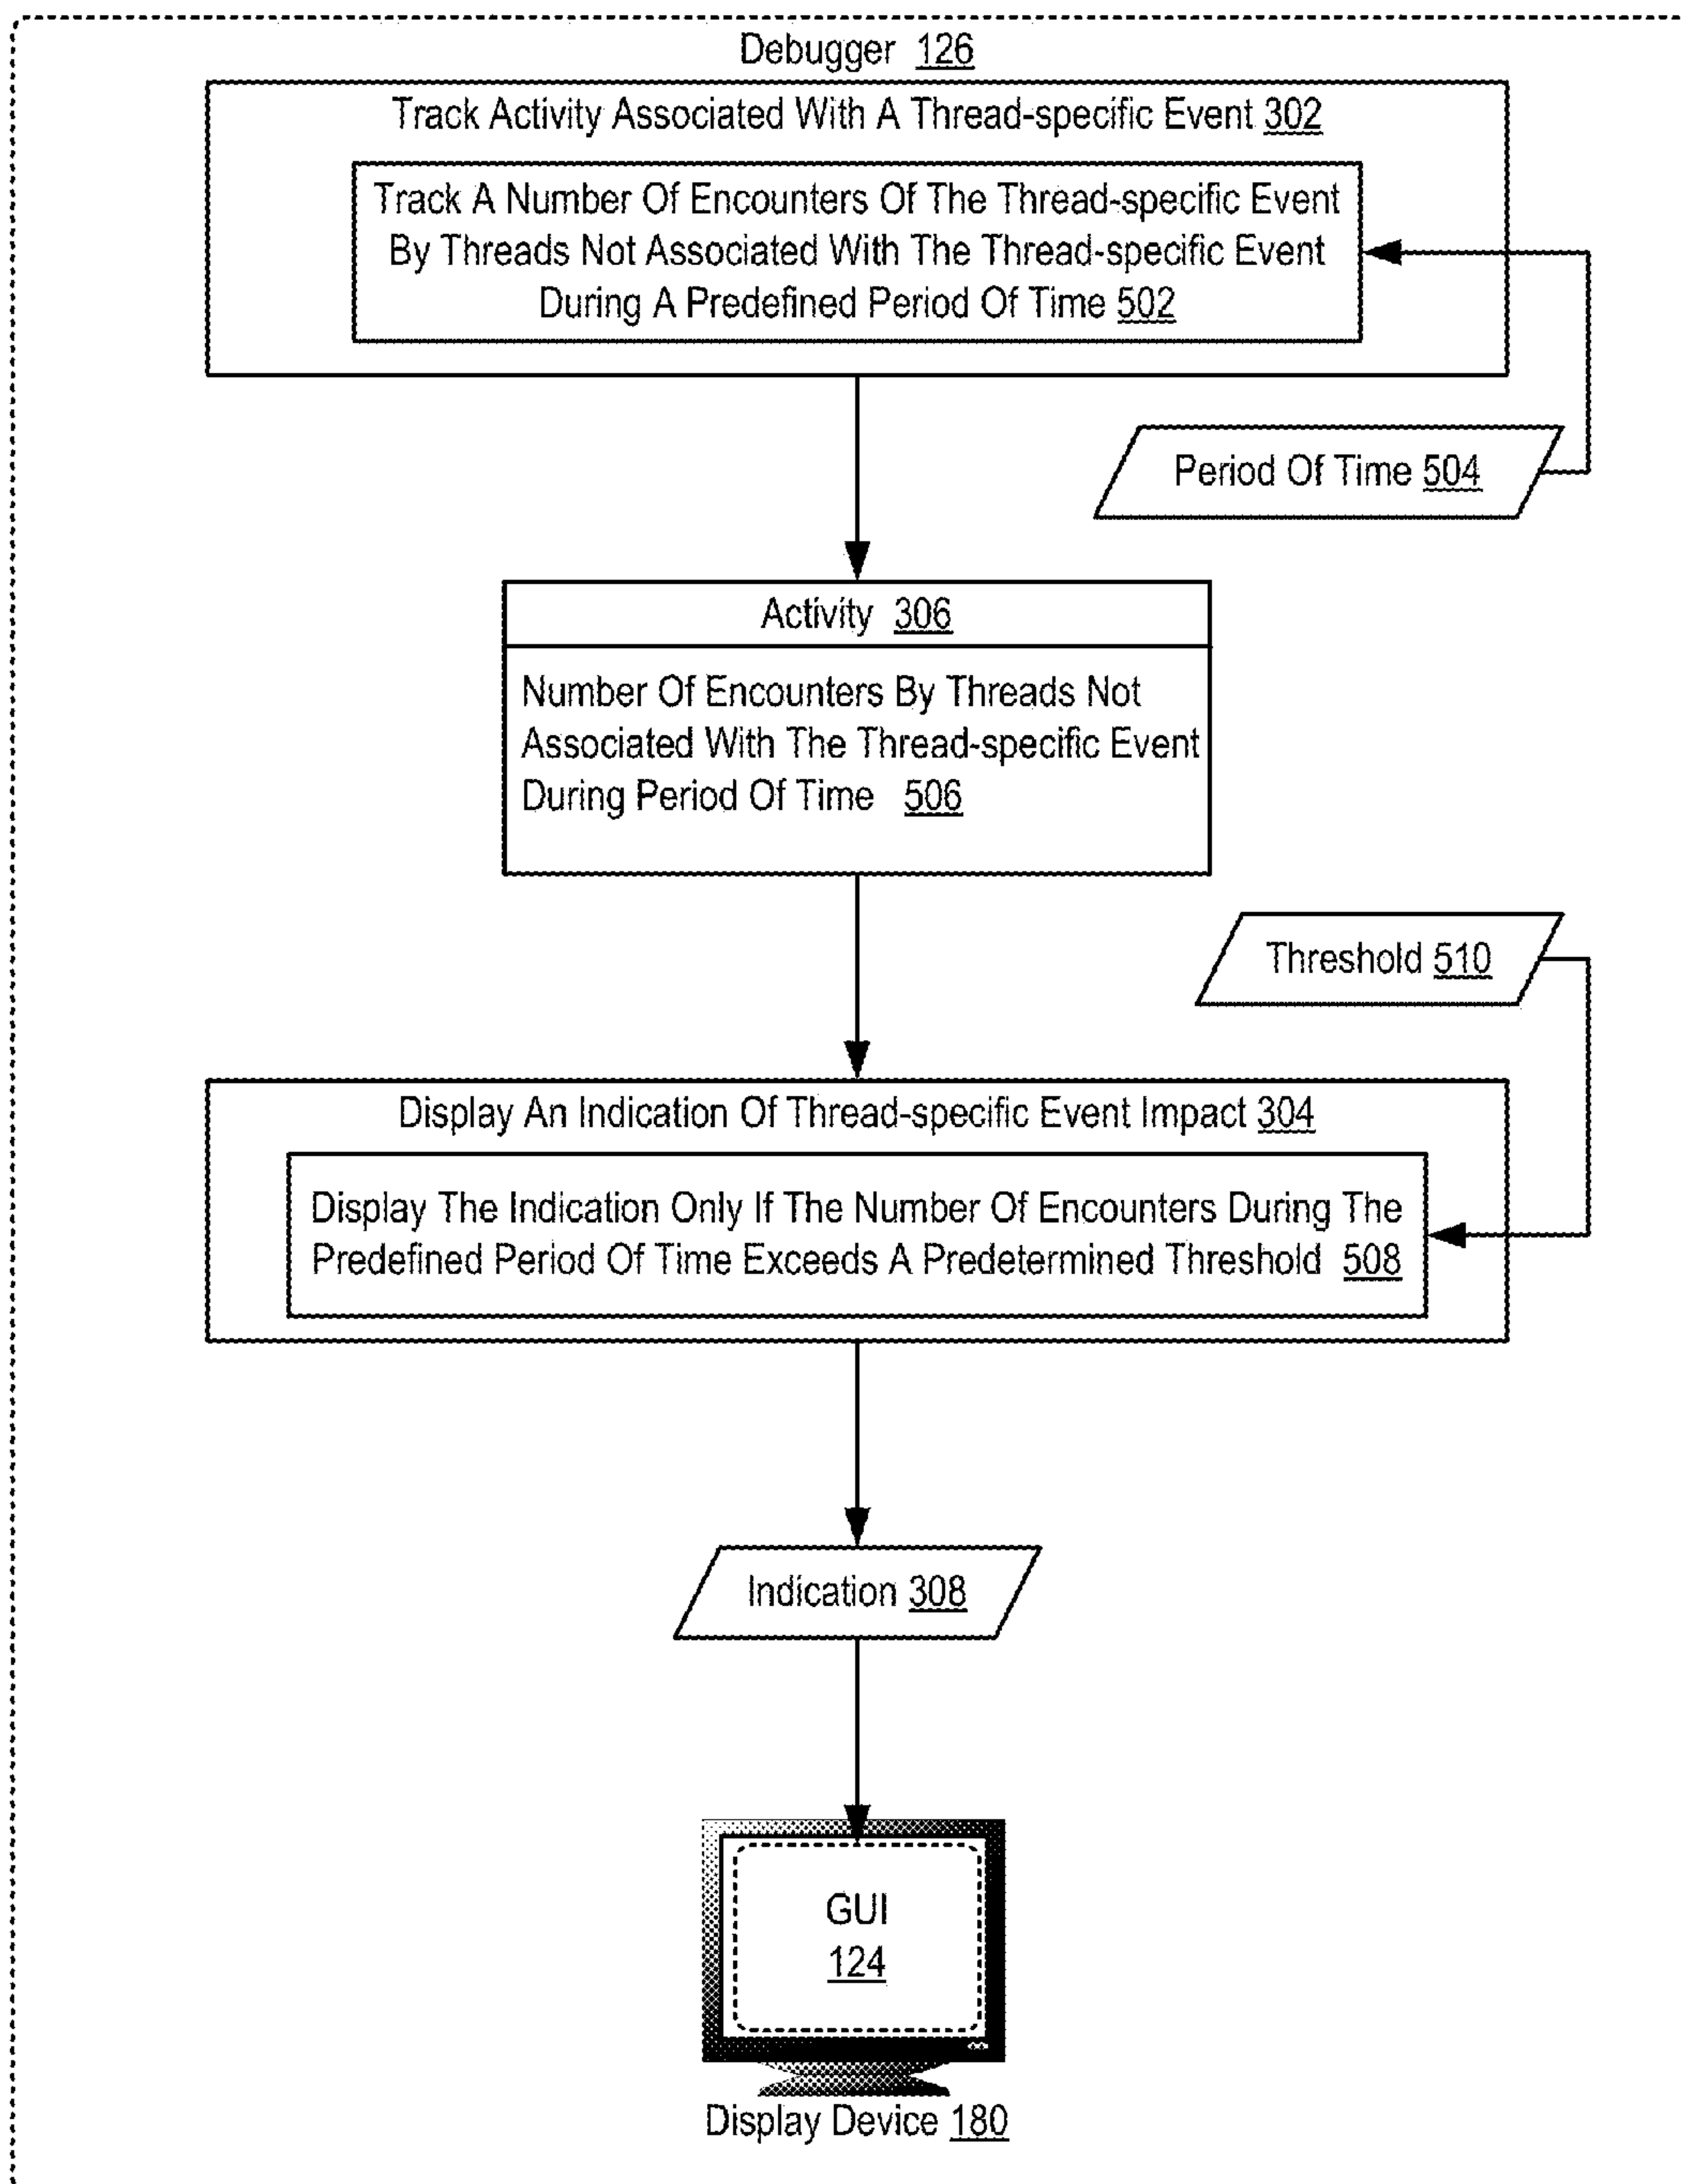 Debugger 126
Track Activity Associated With A Thread-specific Event 302
Track A Number Of Encounters Of The Thread-specific Event
By Threads Not Associated With The Thread-specific Event
During A Predefined Period Of Time 502
Period Of Time 504
Activity 306
Number Of Encounters By Threads Not
Associated With The Thread-specific Event
During Period Of Time 506
Threshold 510
Display An Indication Of Thread-specific Event Impact 304
Display The Indication Only If The Number Of Encounters During The
Predefined Period Of Time Exceeds A Predetermined Threshold 508
Indication 308
GUI
124
Display Device 180